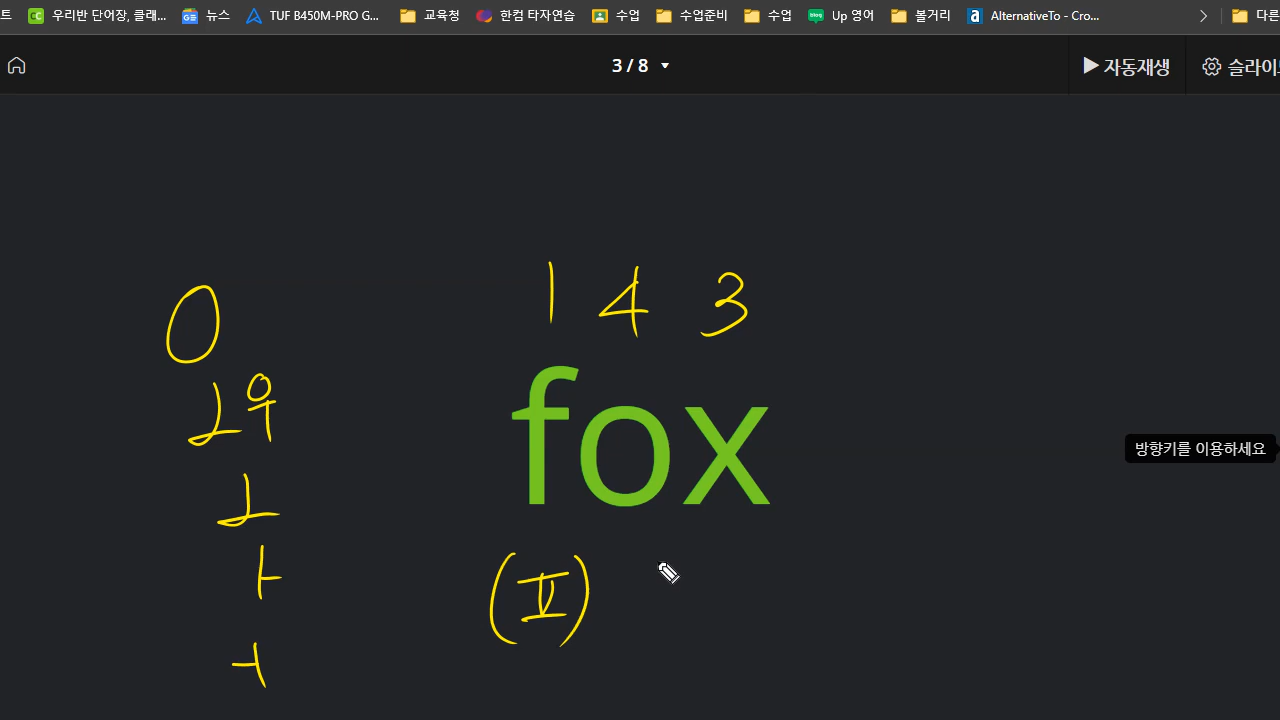 트 우리반 단어장, 클래... 뉴스 TUF B450M-PRO G... 교육청 한컴 타자연습 수업 수업준비 수업 Up 영어 볼거리 AlternativeTo - Cro... 다른
3 / 8 자동재생 슬라이
0
1 4 3
fox
방향키를 이용하세요
ㅏ
ㅓ